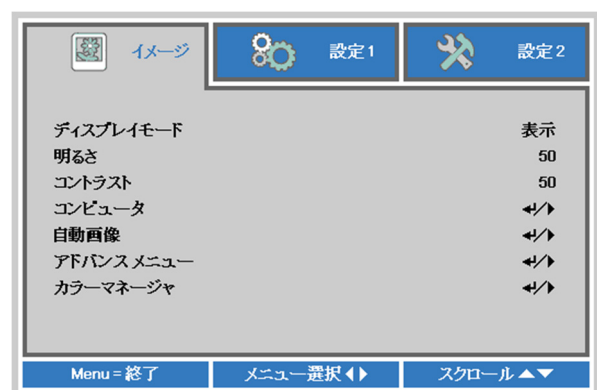 イメージ 設定1 設定2
ディスプレイモード 表示
明るさ 50
コントラスト 50
コンピュータ ↵/▶
自動画像 ↵/▶
アドバンス メニュー ↵/▶
カラーマネージャ ↵/▶
Menu = 終了 メニュー選択 ◀▶ スクロール ▲▼